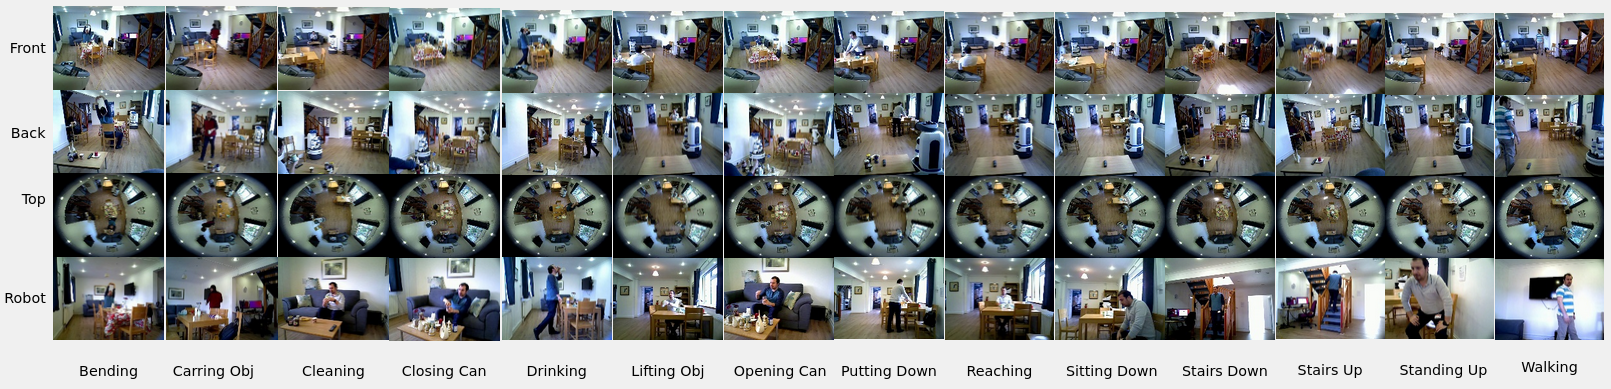 Front
Back
Top
Robot
Bending Carring Obj Cleaning Closing Can Drinking Lifting Obj Opening Can Putting Down Reaching Sitting Down Stairs Down Stairs Up Standing Up Walking